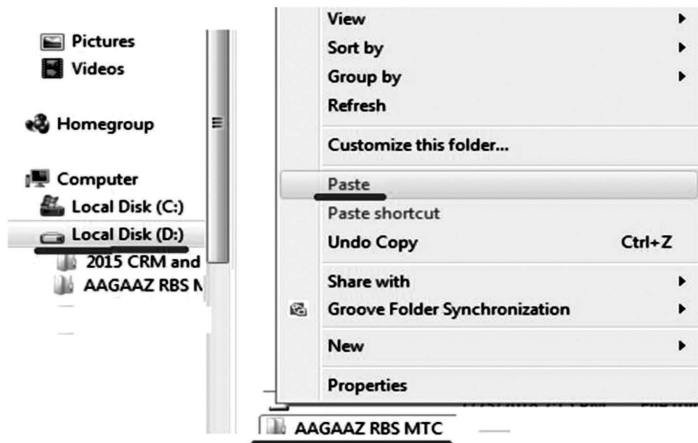 Pictures
Videos
Homegroup
Computer
Local Disk (C:)
Local Disk (D:)
2015 CRM and
AAGAAZ RBS M
View
Sort by
Group by
Refresh
Customize this folder...
Paste
Paste shortcut
Undo Copy Ctrl+Z
Share with
Groove Folder Synchronization
New
Properties
AAGAAZ RBS MTC